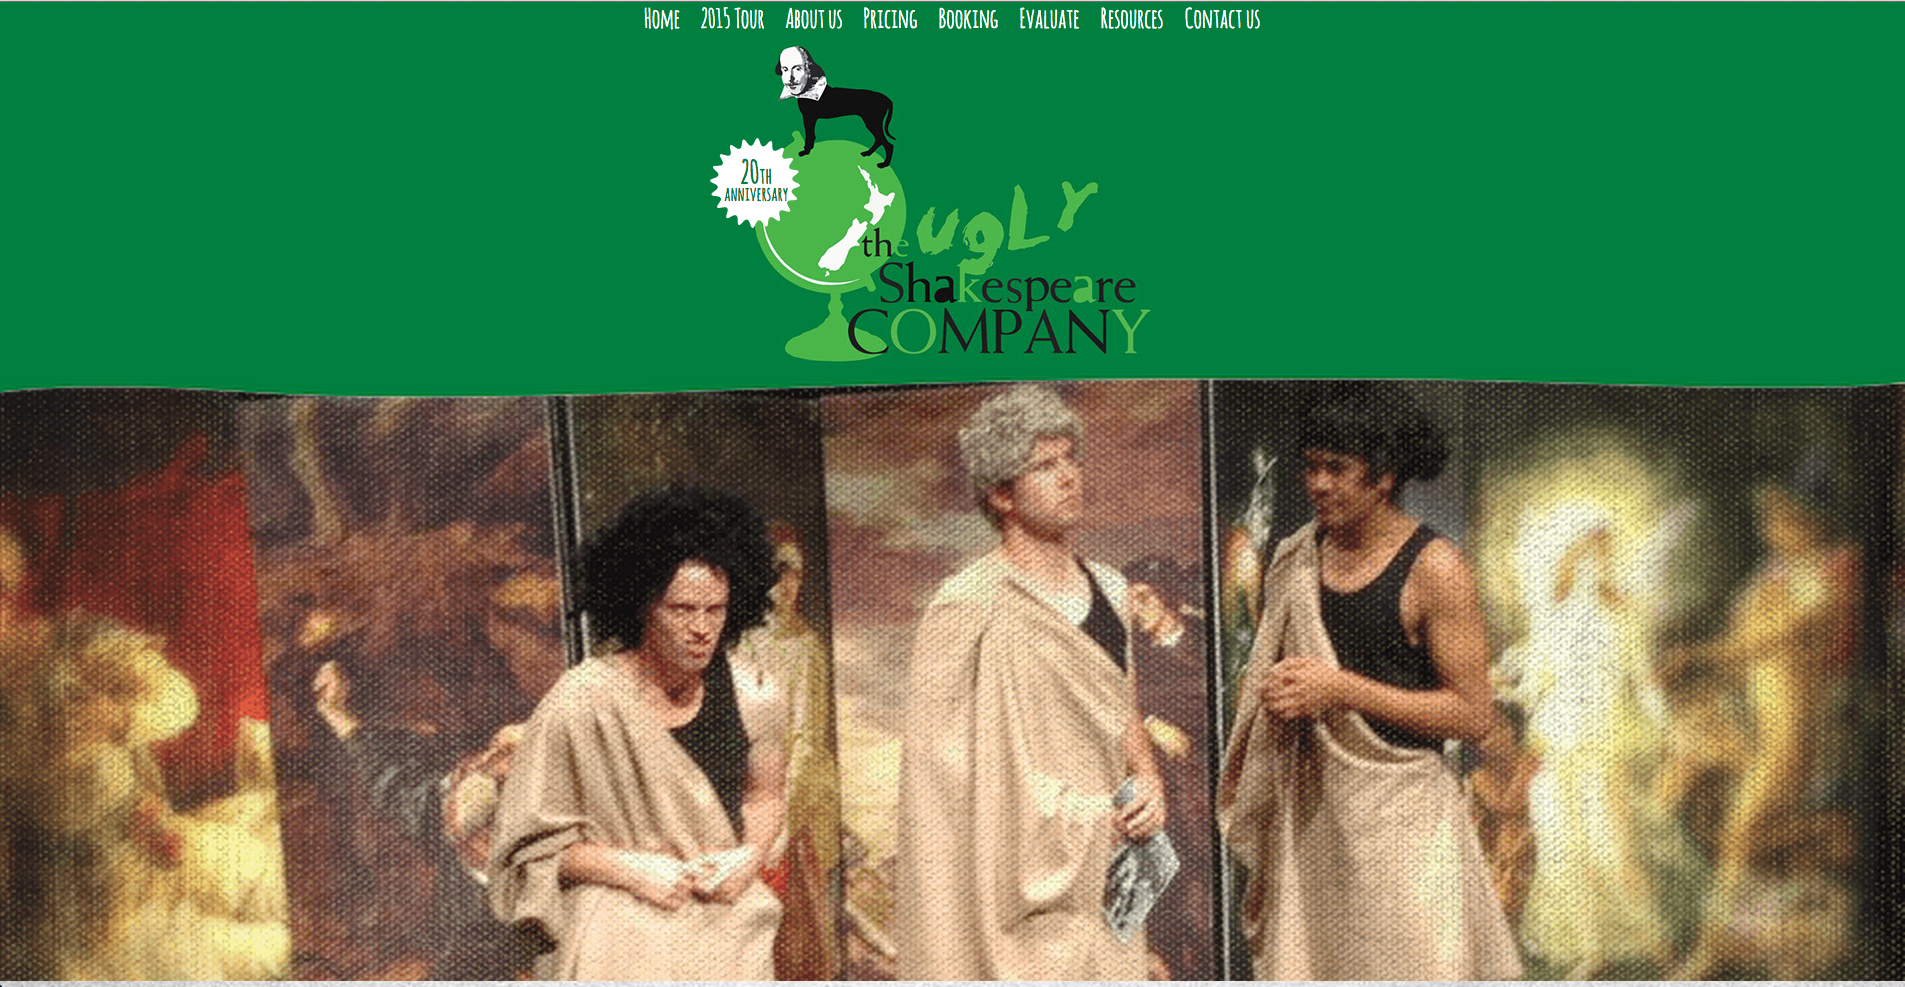 Home 2015 Tour About us Pricing Booking Evaluate Resources Contact us
20th
Anniversary
the ugly
Shakespeare
COMPANY